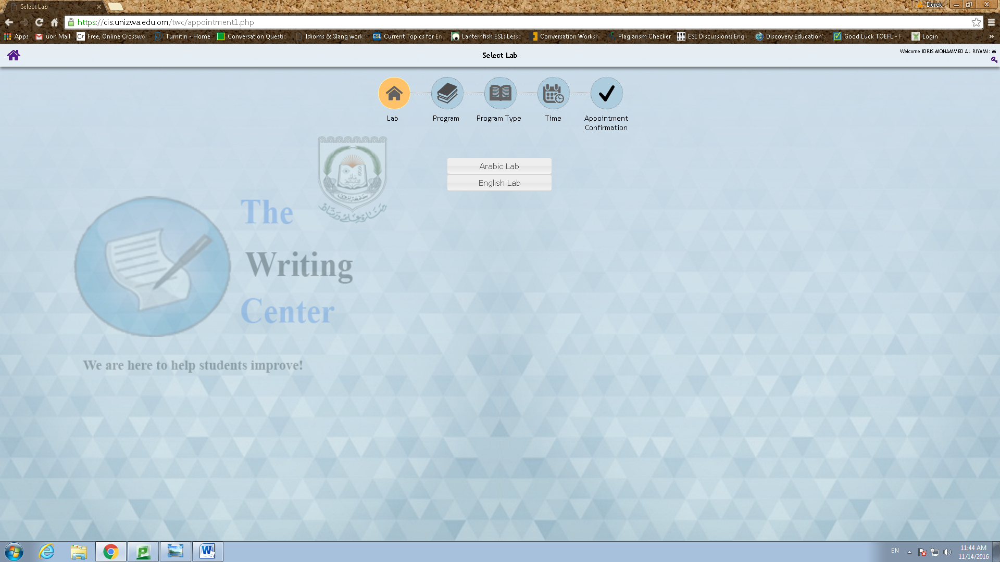 Select Lab
Derek
https://cis.unizwa.edu.om/twc/appointment1.php
Apps uon Mail Free, Online Crosswo Turnitin - Home Conversation Questio Idioms & Slang work ESL Current Topics for En Lanternfish ESL: Lesso Conversation Worksh Plagiarism Checker ESL Discussions: Engli Discovery Education's Good Luck TOEFL - F Login »
Select Lab
Welcome IDRIS MOHAMMED AL RIYAMI: M
Lab Program Program Type Time Appointment
Confirmation
Arabic Lab
English Lab
The
Writing
Center
We are here to help students improve!
EN 11:44 AM
11/14/2016